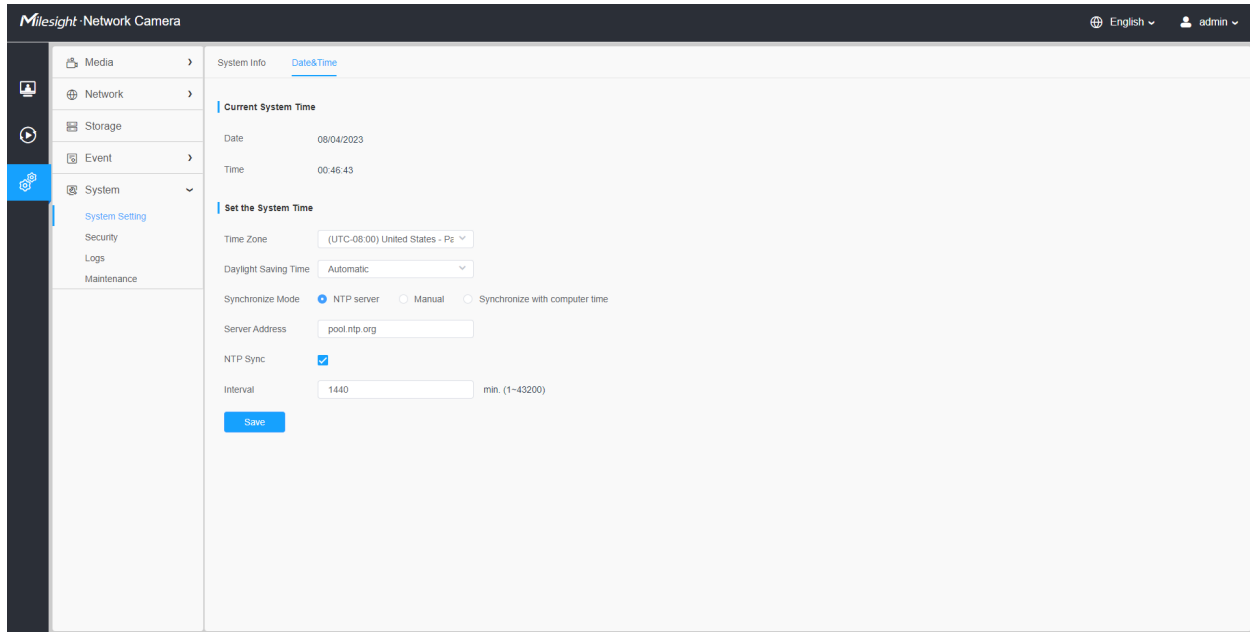 Milesight · Network Camera
English
admin
Media
Network
Storage
Event
System
System Setting
Security
Logs
Maintenance
System Info Date&Time
Current System Time
Date 08/04/2023
Time 00:46:43
Set the System Time
Time Zone (UTC-08:00) United States - Pa
Daylight Saving Time Automatic
Synchronize Mode NTP server Manual Synchronize with computer time
Server Address pool.ntp.org
NTP Sync
Interval 1440 min. (1~43200)
Save